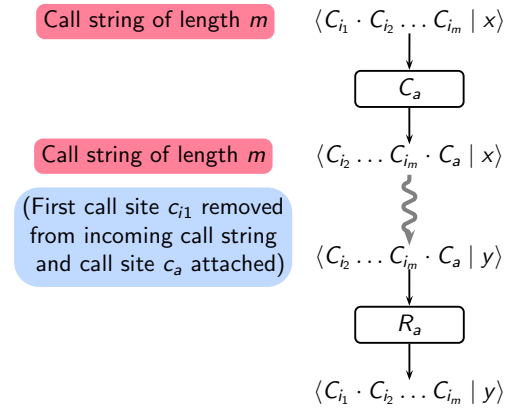 Call string of length m
⟨C_{i_1} · C_{i_2} … C_{i_m} | x⟩
C_a
Call string of length m
⟨C_{i_2} … C_{i_m} · C_a | x⟩
(First call site c_{i1} removed
from incoming call string
and call site c_a attached)
⟨C_{i_2} … C_{i_m} · C_a | y⟩
R_a
⟨C_{i_1} · C_{i_2} … C_{i_m} | y⟩